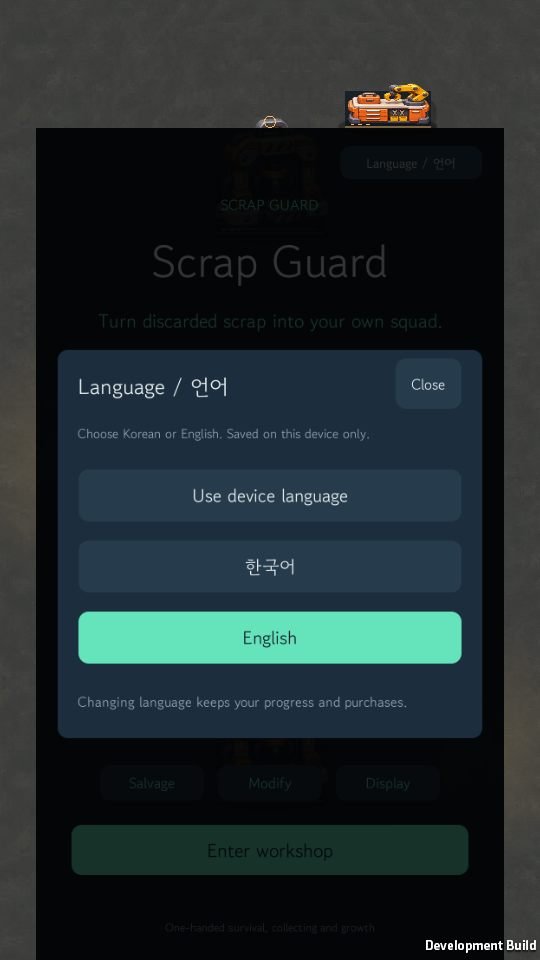 Language / 언어
SCRAP GUARD
Scrap Guard
Turn discarded scrap into your own squad.
Language / 언어
Close
Choose Korean or English. Saved on this device only.
Use device language
한국어
English
Changing language keeps your progress and purchases.
Salvage
Modify
Display
Enter workshop
One-handed survival, collecting and growth
Development Build